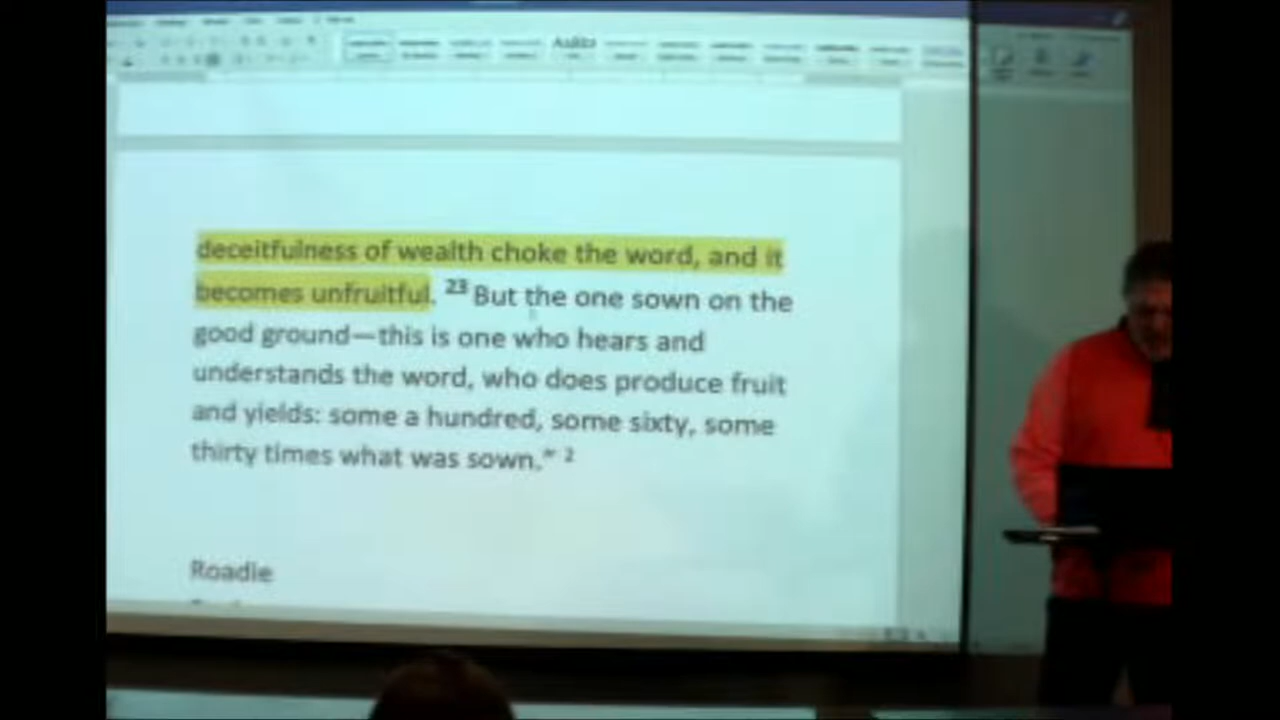 deceitfulness of wealth choke the word, and it
becomes unfruitful. 23 But the one sown on the
good ground—this is one who hears and
understands the word, who does produce fruit
and yields: some a hundred, some sixty, some
thirty times what was sown.” 2
Roadie